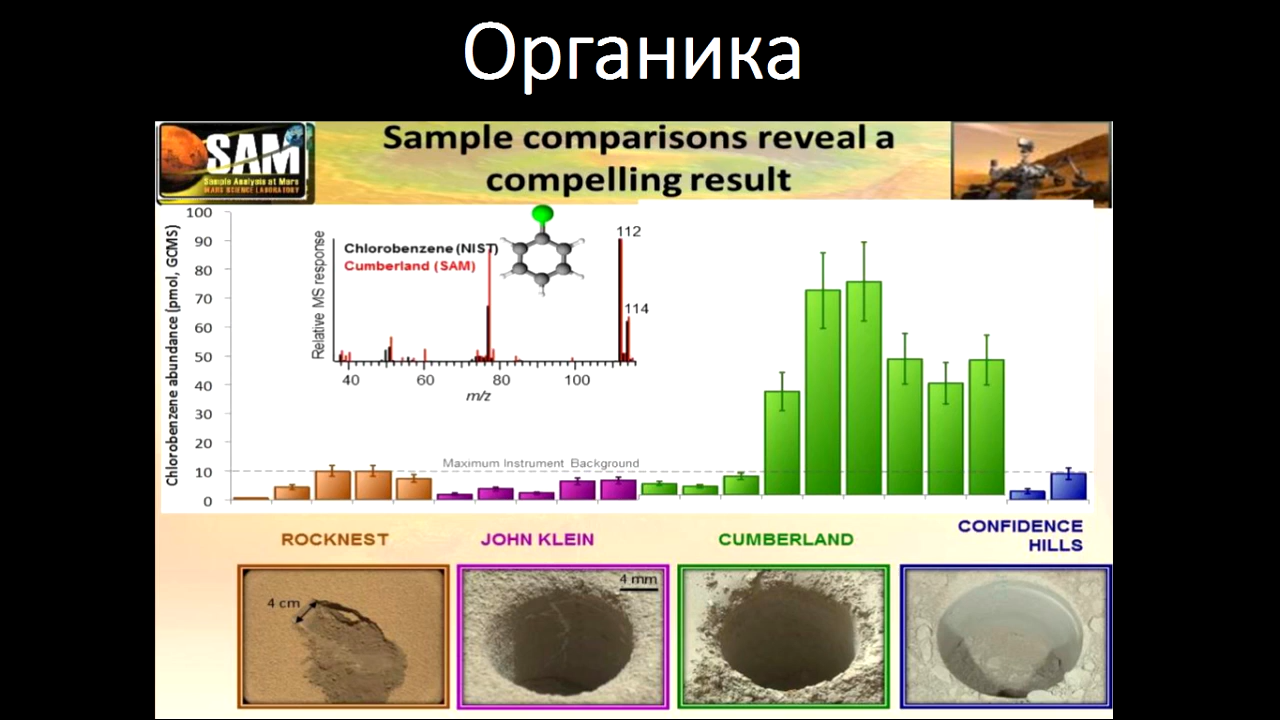 Органика
SAM
Sample Analysis at Mars
MARS SCIENCE LABORATORY
Sample comparisons reveal a
compelling result
Chlorobenzene abundance (pmol, GCMS)
100
90
80
70
60
50
40
30
20
10
0
Relative MS response
Chlorobenzene (NIST)
Cumberland (SAM)
112
114
40 60 80 100
m/z
Maximum Instrument Background
ROCKNEST
JOHN KLEIN
CUMBERLAND
CONFIDENCE
HILLS
4 cm
4 mm